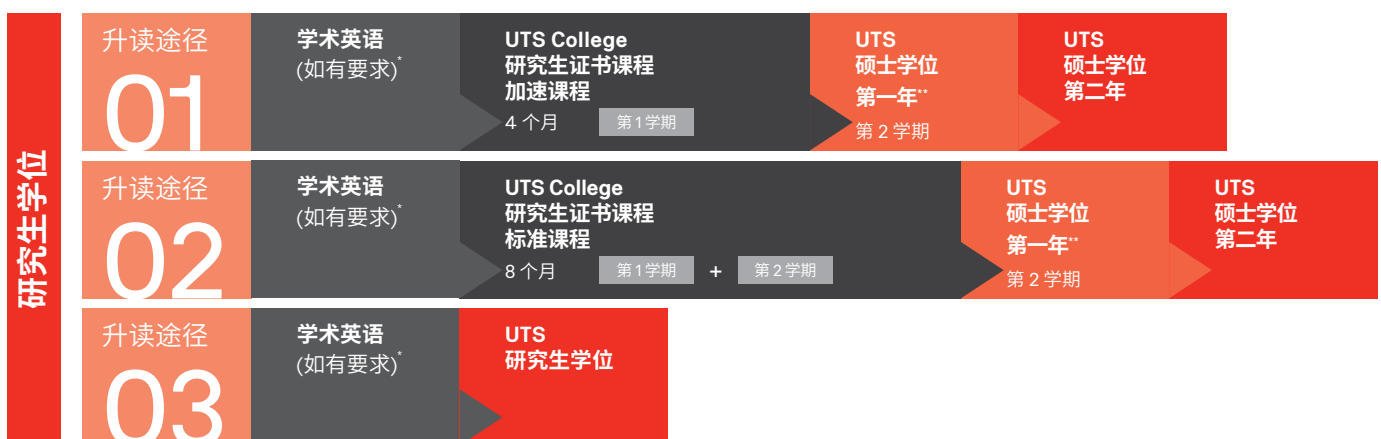 研究生学位
升读途径
01
学术英语
(如有要求)*
UTS College
研究生证书课程
加速课程
4 个月
第 1 学期
UTS
硕士学位
第一年**
第 2 学期
UTS
硕士学位
第二年
升读途径
02
学术英语
(如有要求)*
UTS College
研究生证书课程
标准课程
8 个月
第 1 学期 + 第 2 学期
UTS
硕士学位
第一年**
第 2 学期
UTS
硕士学位
第二年
升读途径
03
学术英语
(如有要求)*
UTS
研究生学位